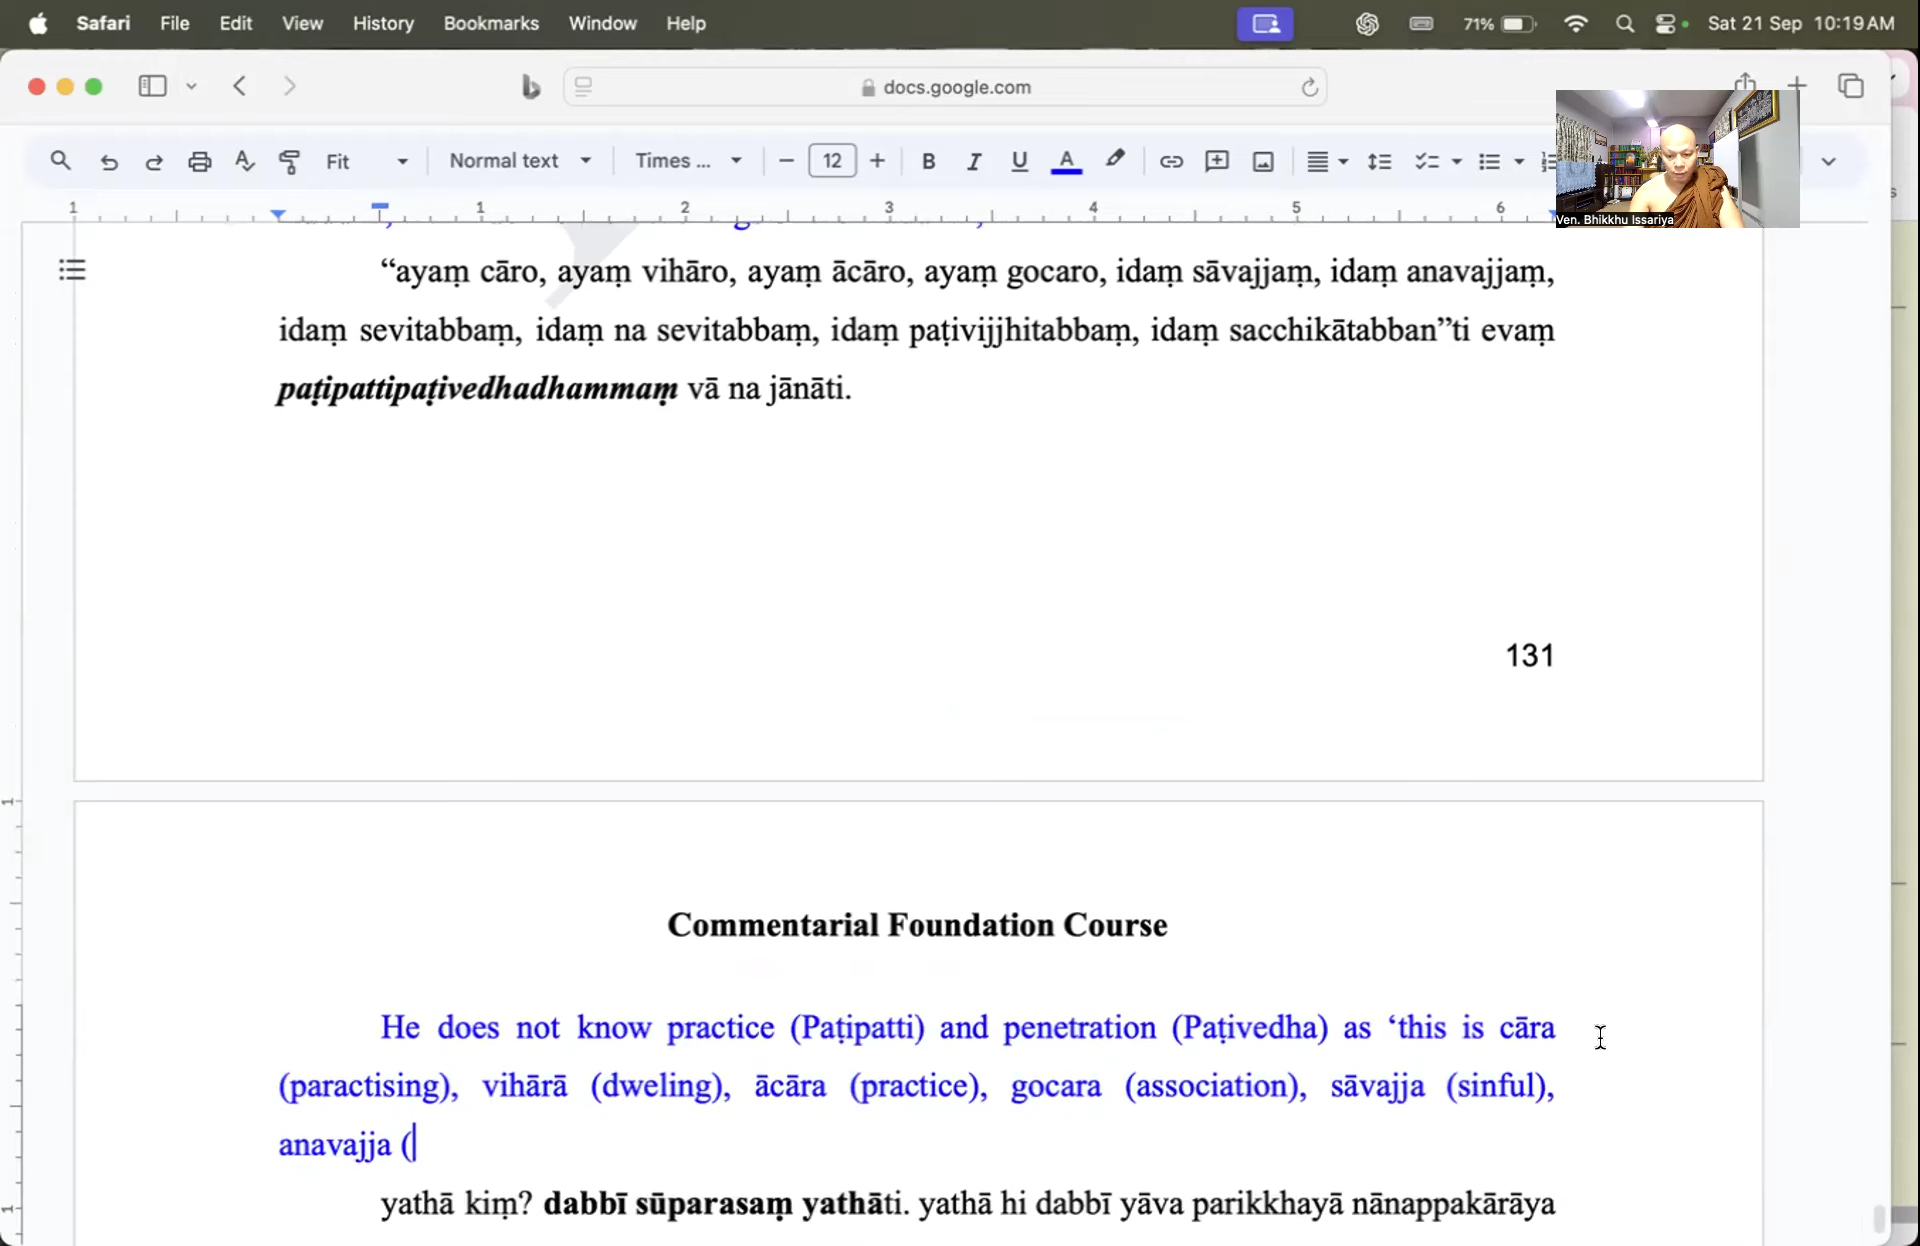 Safari File Edit View History Bookmarks Window Help 71% Sat 21 Sep 10:19 AM
docs.google.com
Fit Normal text Times ... 12 B I U A
1 1 2 3 4 5 6
Ven. Bhikkhu Issariya
“ayaṃ cāro, ayaṃ vihāro, ayaṃ ācāro, ayaṃ gocaro, idaṃ sāvajjaṃ, idaṃ anavajjaṃ,
idaṃ sevitabbaṃ, idaṃ na sevitabbaṃ, idaṃ paṭivijjhitabbaṃ, idaṃ sacchikātabban”ti evaṃ
paṭipattipaṭivedhadhammaṃ vā na jānāti.
131
Commentarial Foundation Course
He does not know practice (Paṭipatti) and penetration (Paṭivedha) as ‘this is cāra
(paractising), vihārā (dweling), ācāra (practice), gocara (association), sāvajja (sinful),
anavajja (
yathā kiṃ? dabbī sūparasaṃ yathāti. yathā hi dabbī yāva parikkhayā nānappakārāya